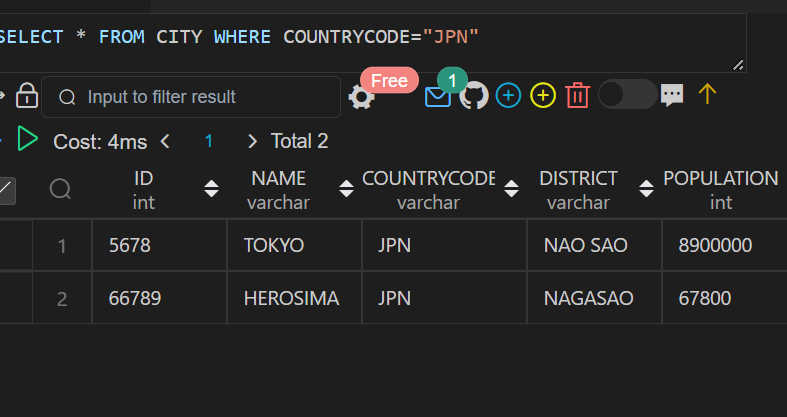 SELECT * FROM CITY WHERE COUNTRYCODE="JPN"
Input to filter result
Free
1
Cost: 4ms
1
Total 2
ID NAME COUNTRYCODE DISTRICT POPULATION
int varchar varchar varchar int
1 5678 TOKYO JPN NAO SAO 8900000
2 66789 HEROSIMA JPN NAGASAO 67800